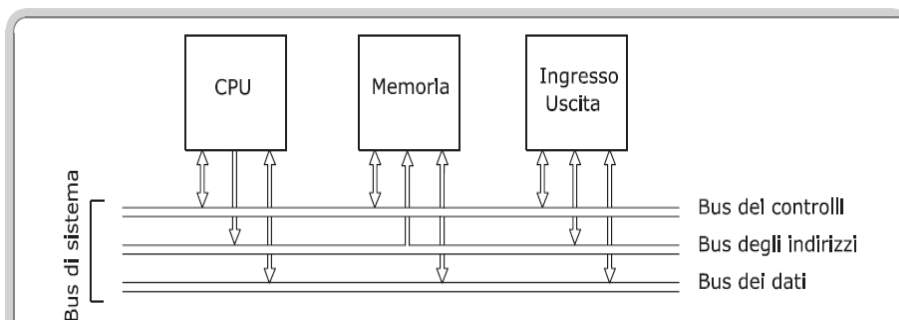 CPU
Memoria
Ingresso
Uscita
Bus dei controlli
Bus degli indirizzi
Bus dei dati
Bus di sistema